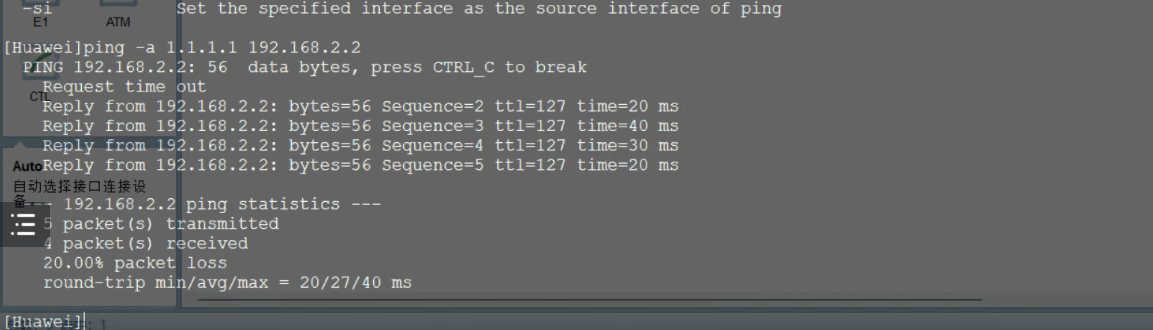 -si Set the specified interface as the source interface of ping
E1 ATM
[Huawei]ping -a 1.1.1.1 192.168.2.2
PING 192.168.2.2: 56  data bytes, press CTRL_C to break
Request time out
CTL
Reply from 192.168.2.2: bytes=56 Sequence=2 ttl=127 time=20 ms
Reply from 192.168.2.2: bytes=56 Sequence=3 ttl=127 time=40 ms
Reply from 192.168.2.2: bytes=56 Sequence=4 ttl=127 time=30 ms
Reply from 192.168.2.2: bytes=56 Sequence=5 ttl=127 time=20 ms
Auto
自动选择接口连接设
备。
--- 192.168.2.2 ping statistics ---
5 packet(s) transmitted
4 packet(s) received
20.00% packet loss
round-trip min/avg/max = 20/27/40 ms
[Huawei]